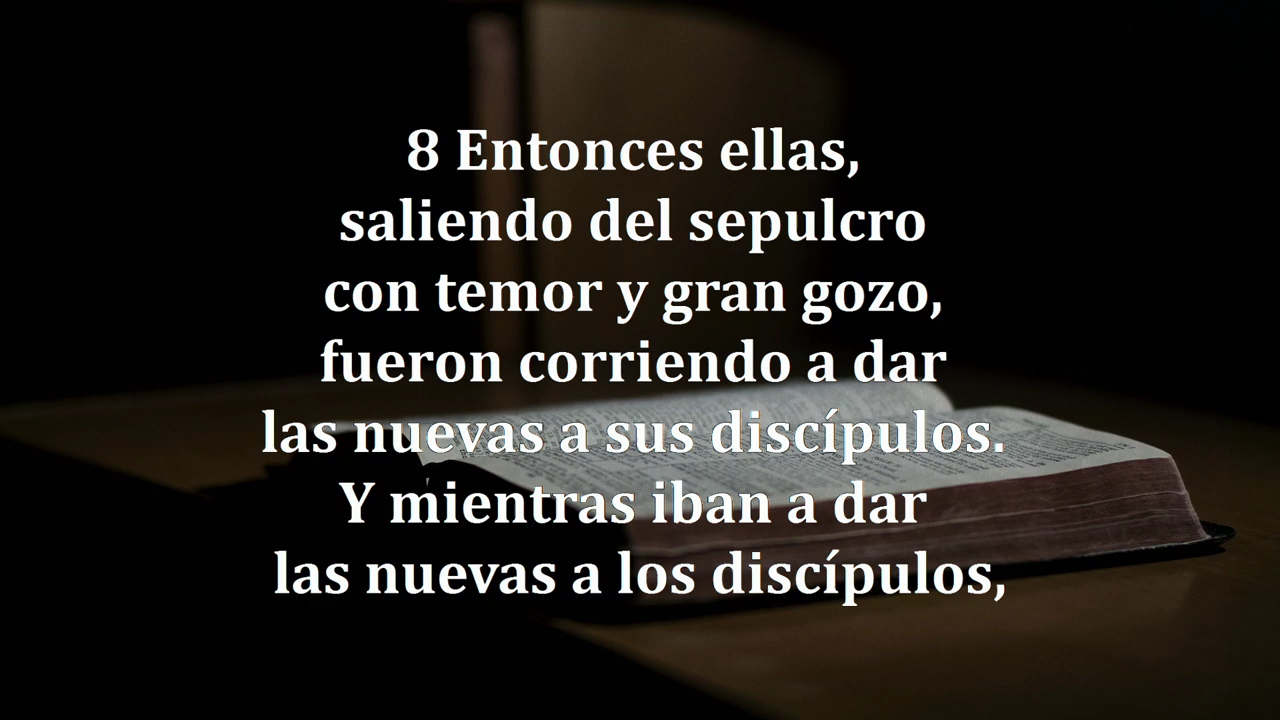 8 Entonces ellas,
saliendo del sepulcro
con temor y gran gozo,
fueron corriendo a dar
las nuevas a sus discípulos.
Y mientras iban a dar
las nuevas a los discípulos,